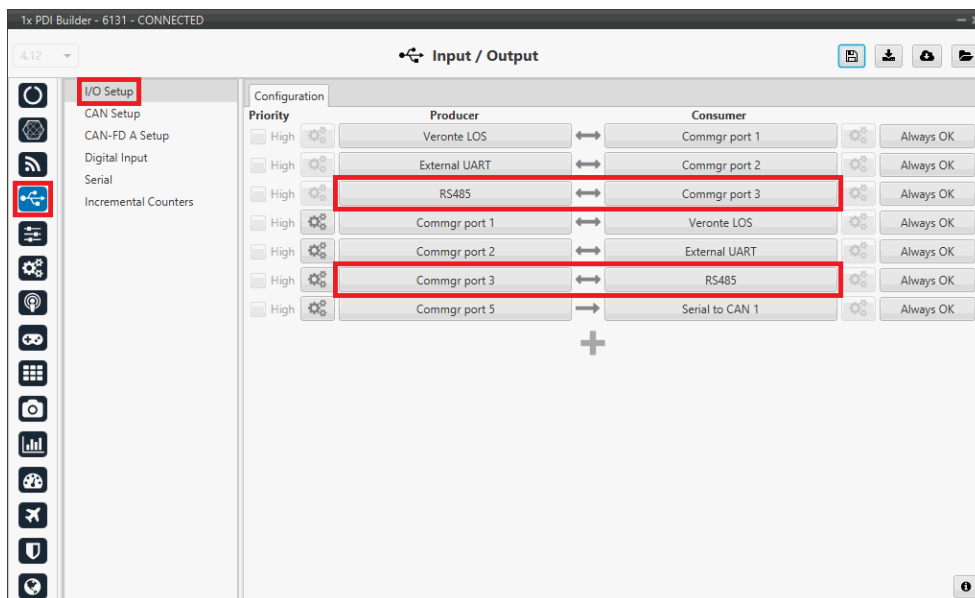 1x PDI Builder - 6131 - CONNECTED
4.12
Input / Output
I/O Setup
CAN Setup
CAN-FD A Setup
Digital Input
Serial
Incremental Counters
Configuration
Priority Producer Consumer
High Veronte LOS Commgr port 1 Always OK
High External UART Commgr port 2 Always OK
High RS485 Commgr port 3 Always OK
High Commgr port 1 Veronte LOS Always OK
High Commgr port 2 External UART Always OK
High Commgr port 3 RS485 Always OK
High Commgr port 5 Serial to CAN 1 Always OK